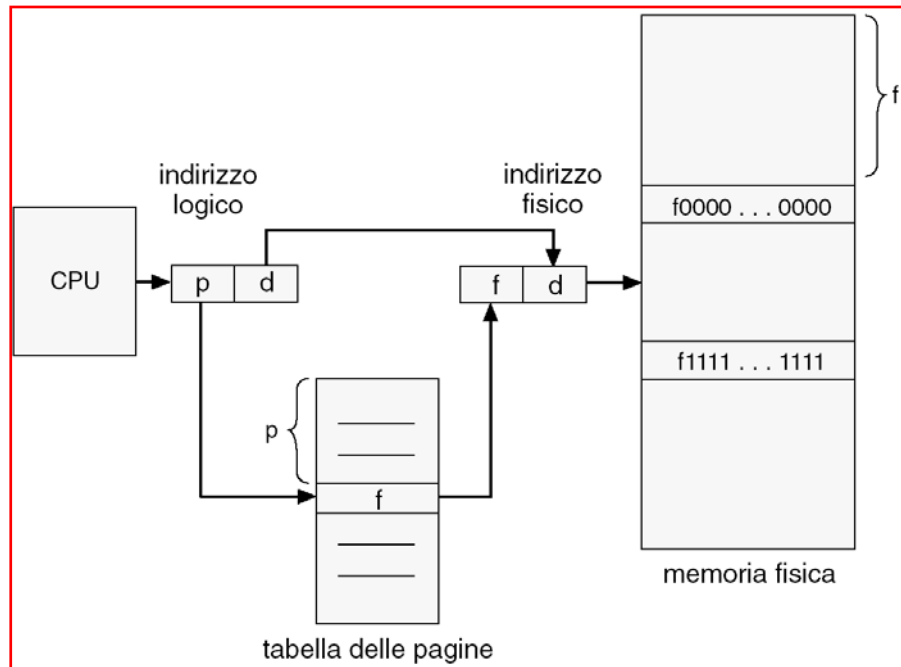 f
indirizzo
logico
indirizzo
fisico
f0000 . . . 0000
CPU
p
d
f
d
f1111 . . . 1111
p
f
memoria fisica
tabella delle pagine